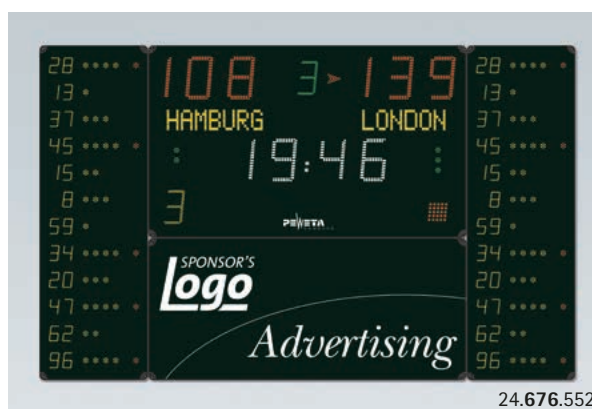 28 108 3 139 28
13 13
37 HAMBURG LONDON 37
45 19:46 45
15 15
8 3 8
59 PEWETA 59
34 SPONSOR'S 34
20 Logo 20
47 47
62 Advertising 62
96 96
24.676.552